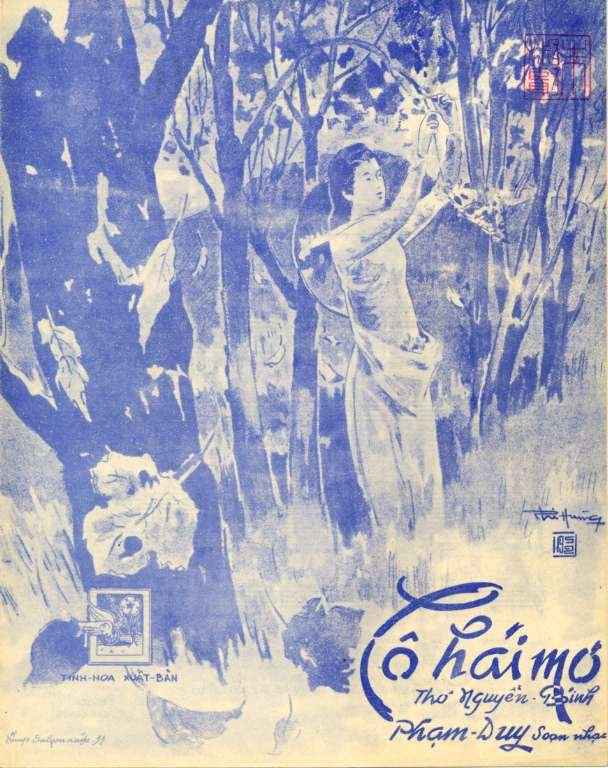 Cô hái mơ
Thơ Nguyễn-Bính
Phạm-Duy soạn nhạc
TINH-HOA XUẤT-BẢN